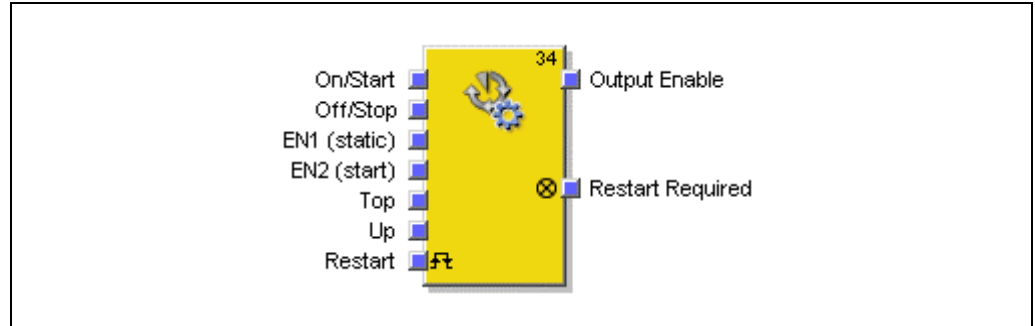 34
On/Start
Output Enable
Off/Stop
EN1 (static)
EN2 (start)
Restart Required
Top
Up
Restart